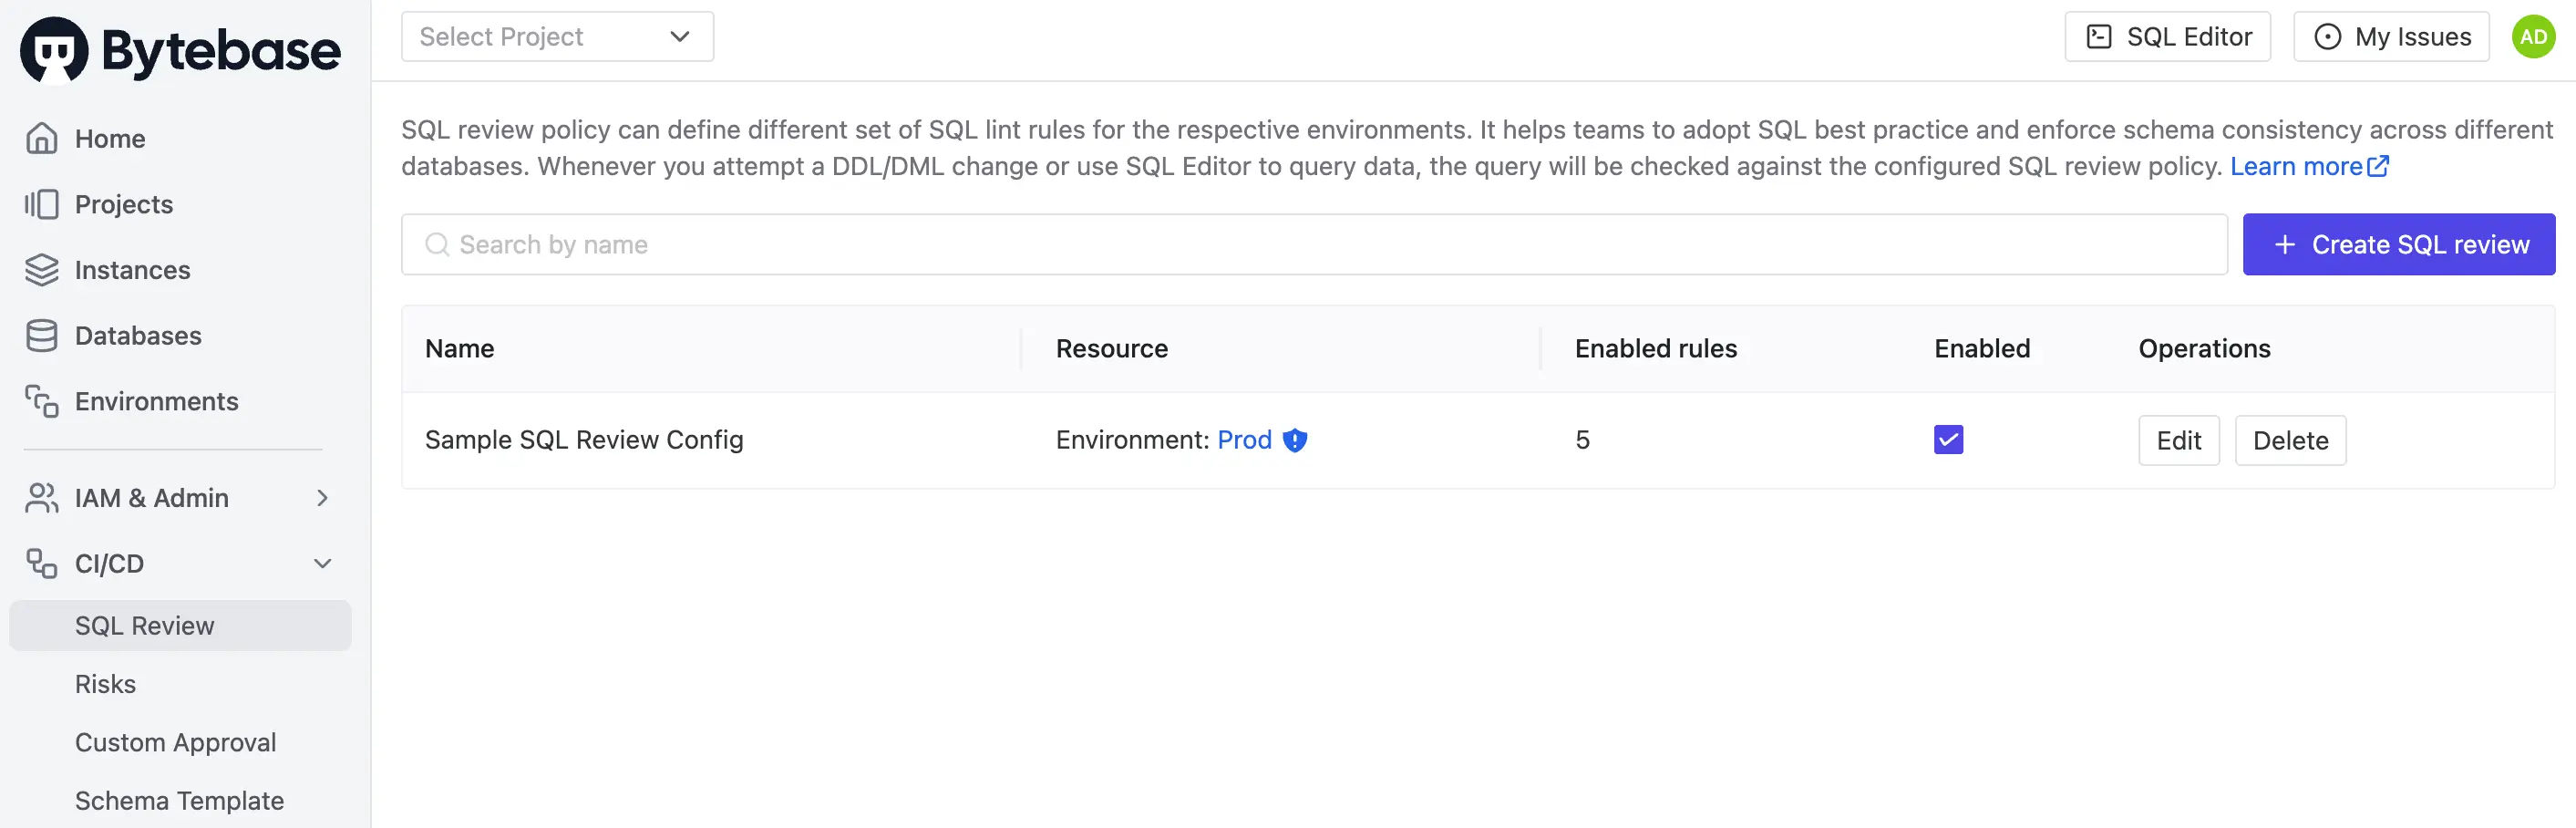 Bytebase
Select Project
SQL Editor
My Issues
AD
Home
Projects
Instances
Databases
Environments
IAM & Admin
CI/CD
SQL Review
Risks
Custom Approval
Schema Template
SQL review policy can define different set of SQL lint rules for the respective environments. It helps teams to adopt SQL best practice and enforce schema consistency across different
databases. Whenever you attempt a DDL/DML change or use SQL Editor to query data, the query will be checked against the configured SQL review policy. Learn more
Search by name
+ Create SQL review
Name Resource Enabled rules Enabled Operations
Sample SQL Review Config Environment: Prod 5 Edit Delete